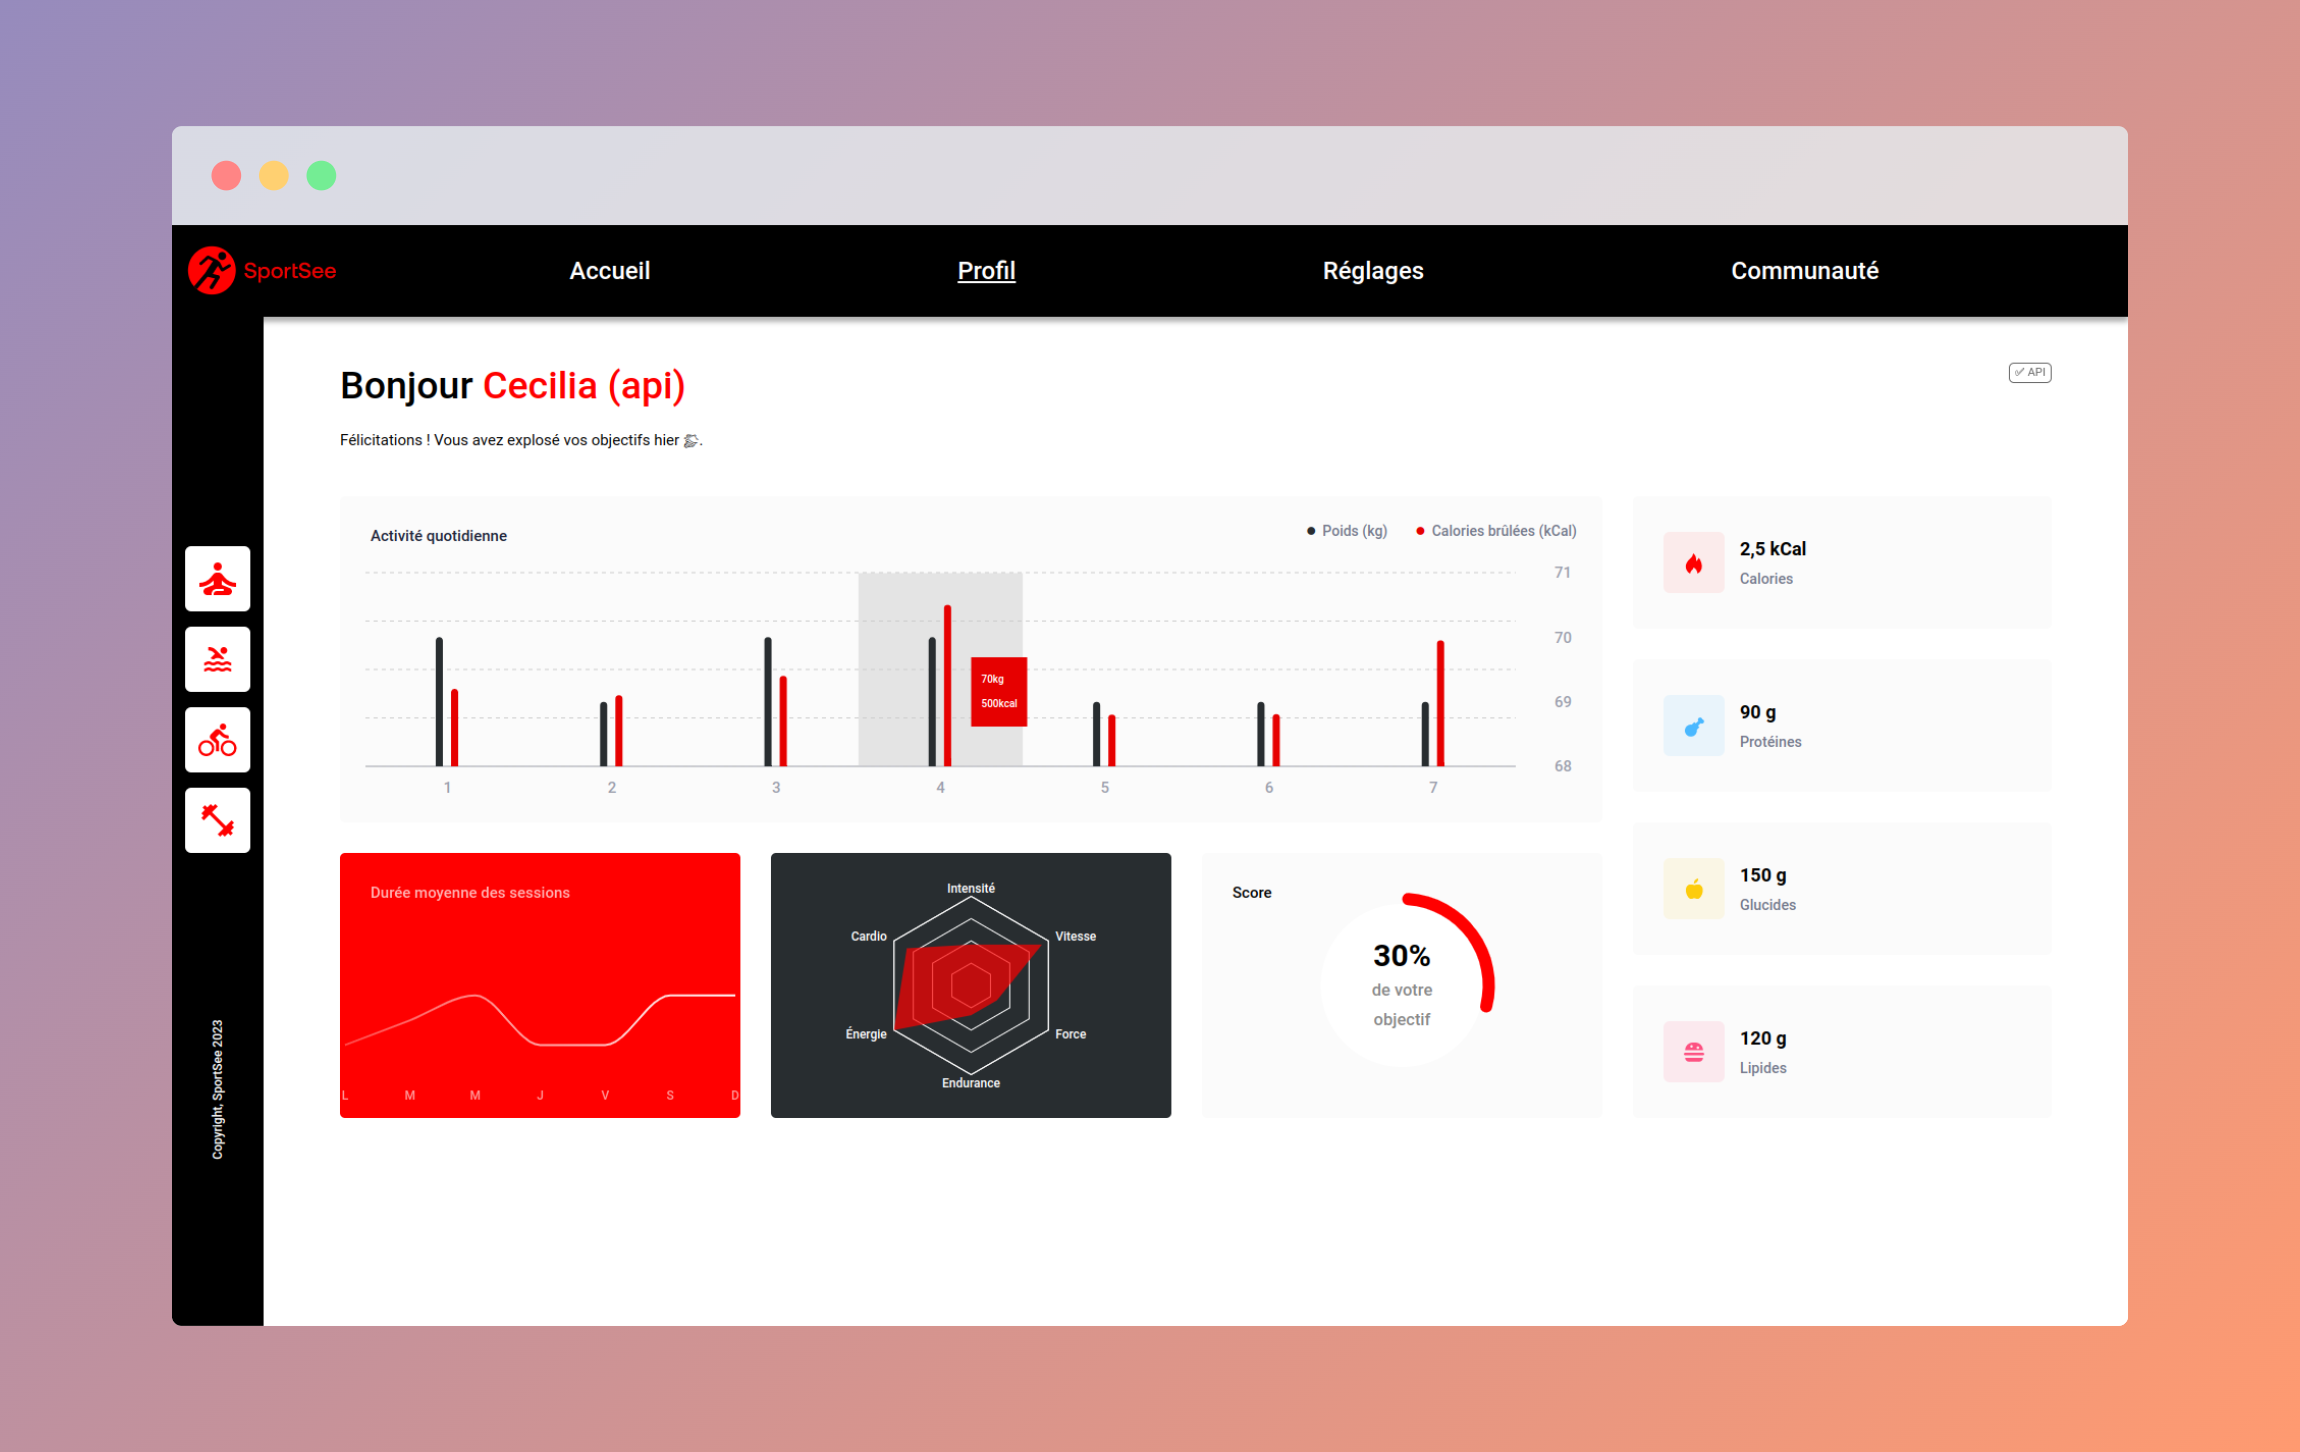 SportSee
Accueil
Profil
Réglages
Communauté
Bonjour Cecilia (api)
✅ API
Félicitations ! Vous avez explosé vos objectifs hier 👏.
Activité quotidienne
Poids (kg)
Calories brûlées (kCal)
71
70
69
68
70kg
500kcal
1 2 3 4 5 6 7
2,5 kCal
Calories
90 g
Protéines
150 g
Glucides
120 g
Lipides
Durée moyenne des sessions
L M M J V S D
Intensité
Vitesse
Force
Endurance
Énergie
Cardio
Score
30%
de votre
objectif
Copyright, SportSee 2023